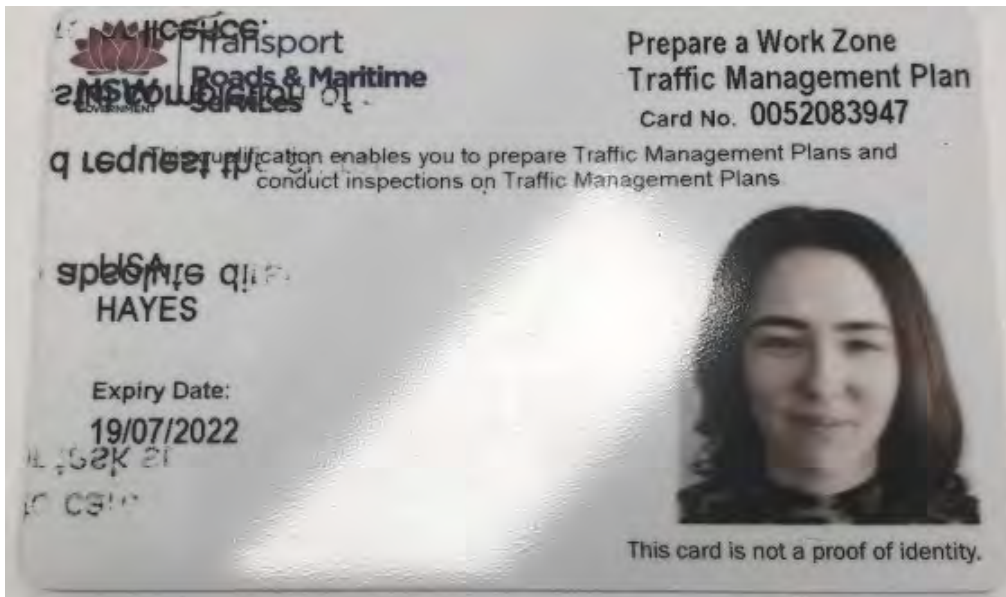 Transport
Roads & Maritime
Services
NSW
GOVERNMENT
Prepare a Work Zone
Traffic Management Plan
Card No. 0052083947
This qualification enables you to prepare Traffic Management Plans and
conduct inspections on Traffic Management Plans
LISA
HAYES
Expiry Date:
19/07/2022
This card is not a proof of identity.